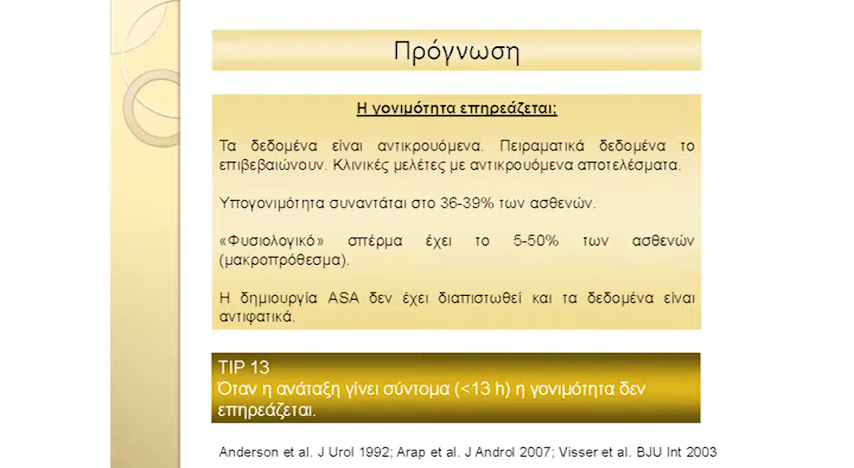 Πρόγνωση
Η γονιμότητα επηρεάζεται;
Τα δεδομένα είναι αντικρουόμενα. Πειραματικά δεδομένα το
επιβεβαιώνουν. Κλινικές μελέτες με αντικρουόμενα αποτελέσματα.
Υπογονιμότητα συναντάται στο 36-39% των ασθενών.
«Φυσιολογικό» σπέρμα έχει το 5-50% των ασθενών
(μακροπρόθεσμα).
Η δημιουργία ASA δεν έχει διαπιστωθεί και τα δεδομένα είναι
αντιφατικά.
TIP 13
Όταν η ανάταξη γίνει σύντομα (<13 h) η γονιμότητα δεν
επηρεάζεται.
Anderson et al. J Urol 1992; Arap et al. J Androl 2007; Visser et al. BJU Int 2003